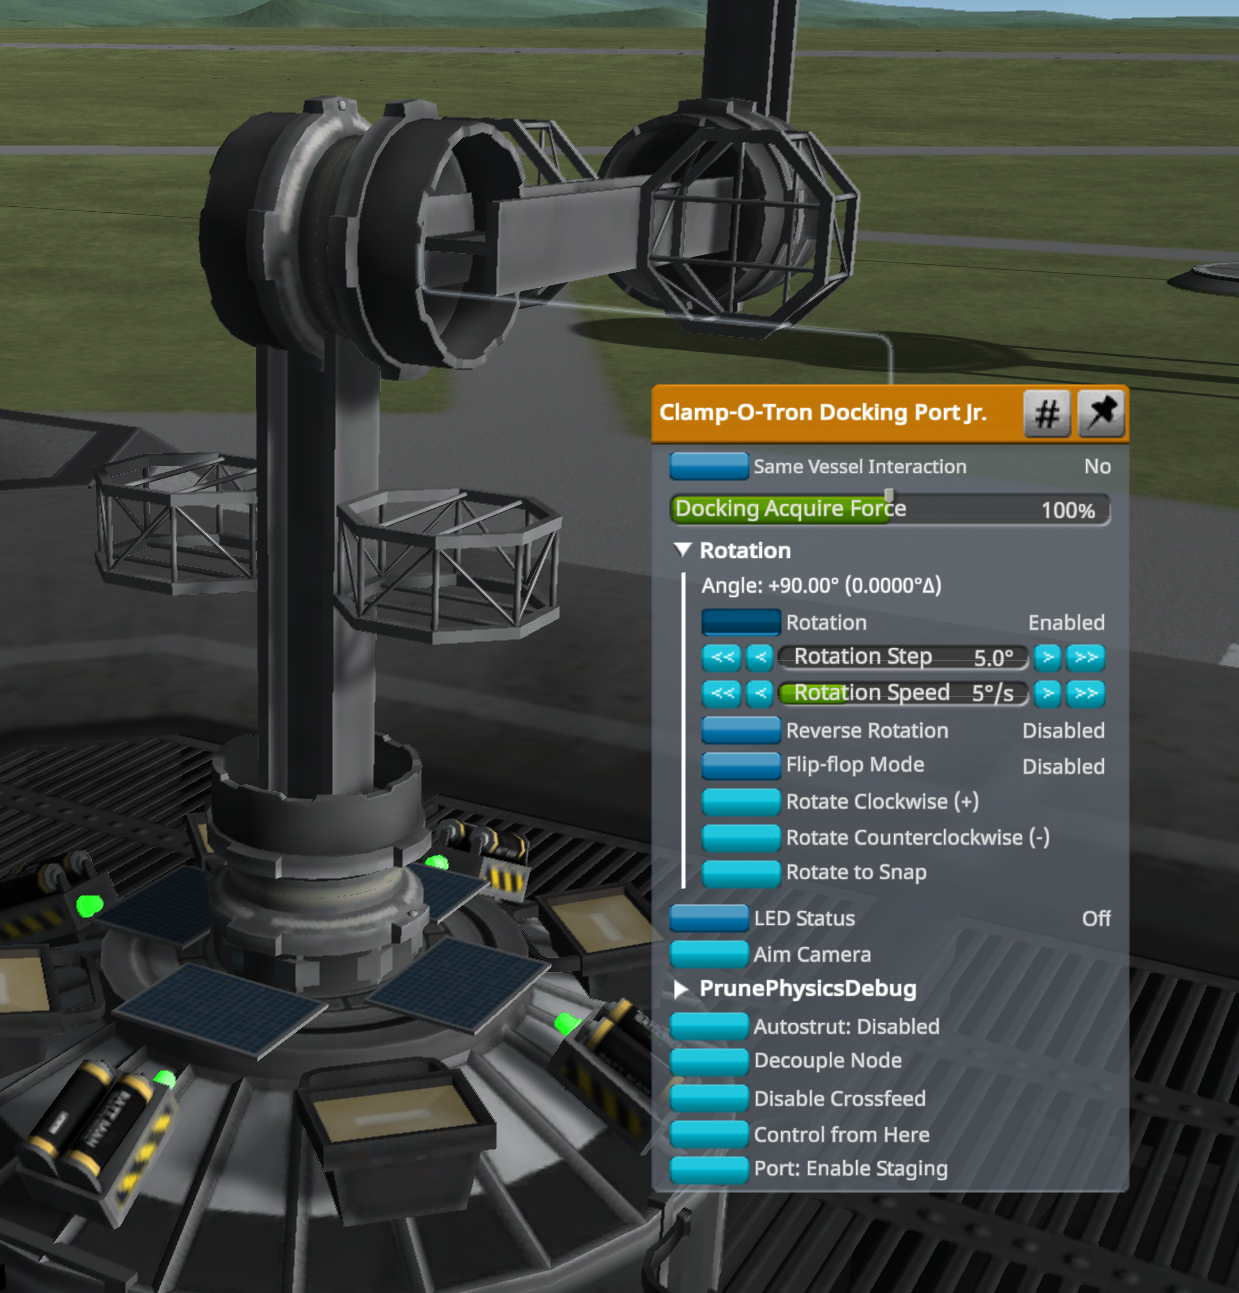 Clamp-O-Tron Docking Port Jr. #
Same Vessel Interaction No
Docking Acquire Force 100%
Rotation
Angle: +90.00° (0.0000°Δ)
Rotation Enabled
<< < Rotation Step 5.0° > >>
<< < Rotation Speed 5°/s > >>
Reverse Rotation Disabled
Flip-flop Mode Disabled
Rotate Clockwise (+)
Rotate Counterclockwise (-)
Rotate to Snap
LED Status Off
Aim Camera
PrunePhysicsDebug
Autostrut: Disabled
Decouple Node
Disable Crossfeed
Control from Here
Port: Enable Staging